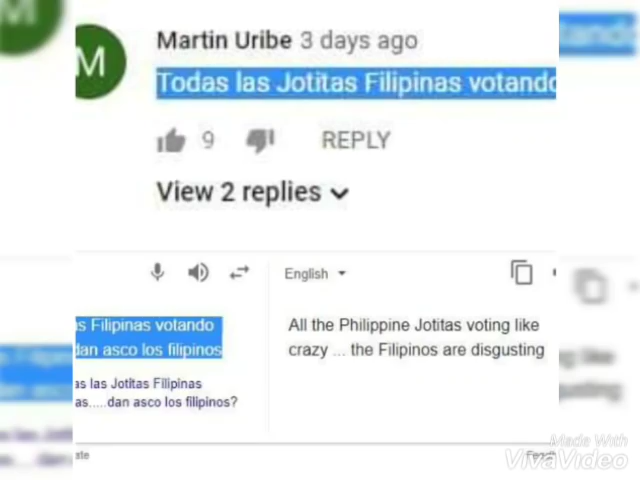 Martin Uribe 3 days ago
Todas las Jotitas Filipinas votando
9
REPLY
View 2 replies
English
Filipinas votando
dan asco los filipinos
All the Philippine Jotitas voting like
crazy ... the Filipinos are disgusting
las Jotitas Filipinas
.....dan asco los filipinos?
Made With
VivaVideo